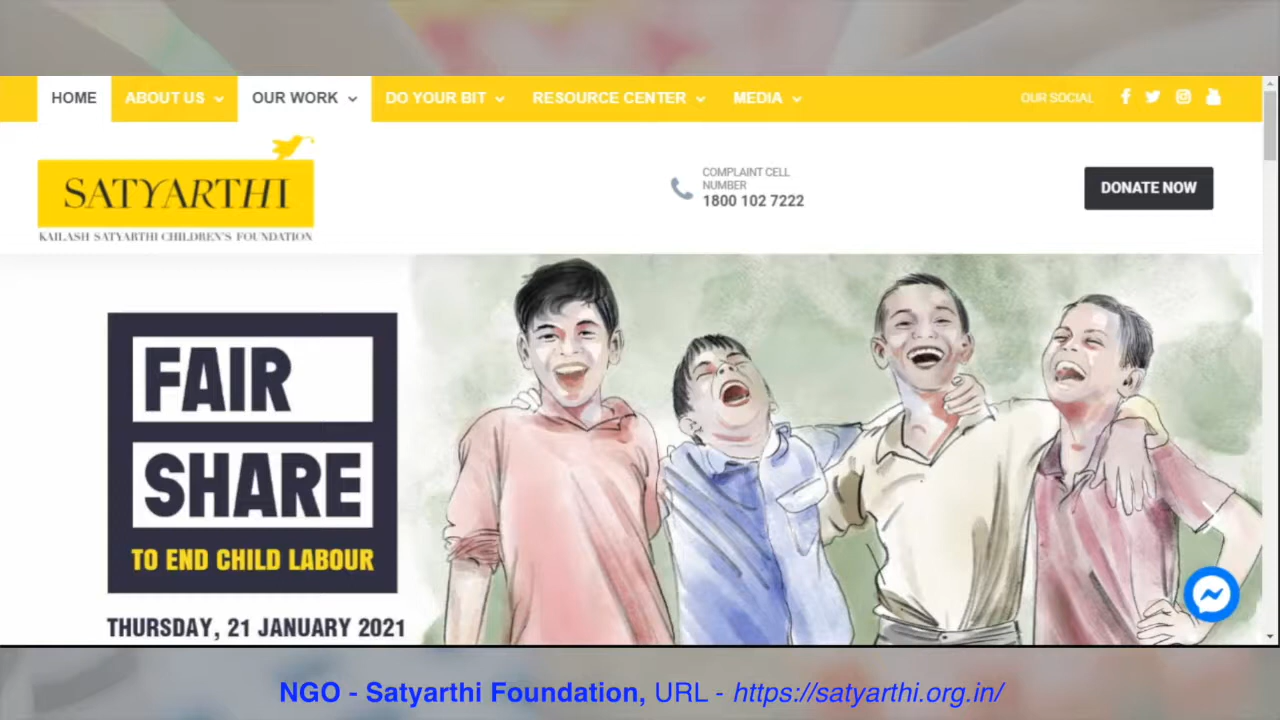 HOME ABOUT US OUR WORK DO YOUR BIT RESOURCE CENTER MEDIA OUR SOCIAL
SATYARTHI
KAILASH SATYARTHI CHILDREN'S FOUNDATION
COMPLAINT CELL
NUMBER
1800 102 7222
DONATE NOW
FAIR
SHARE
TO END CHILD LABOUR
THURSDAY, 21 JANUARY 2021
NGO - Satyarthi Foundation, URL - https://satyarthi.org.in/